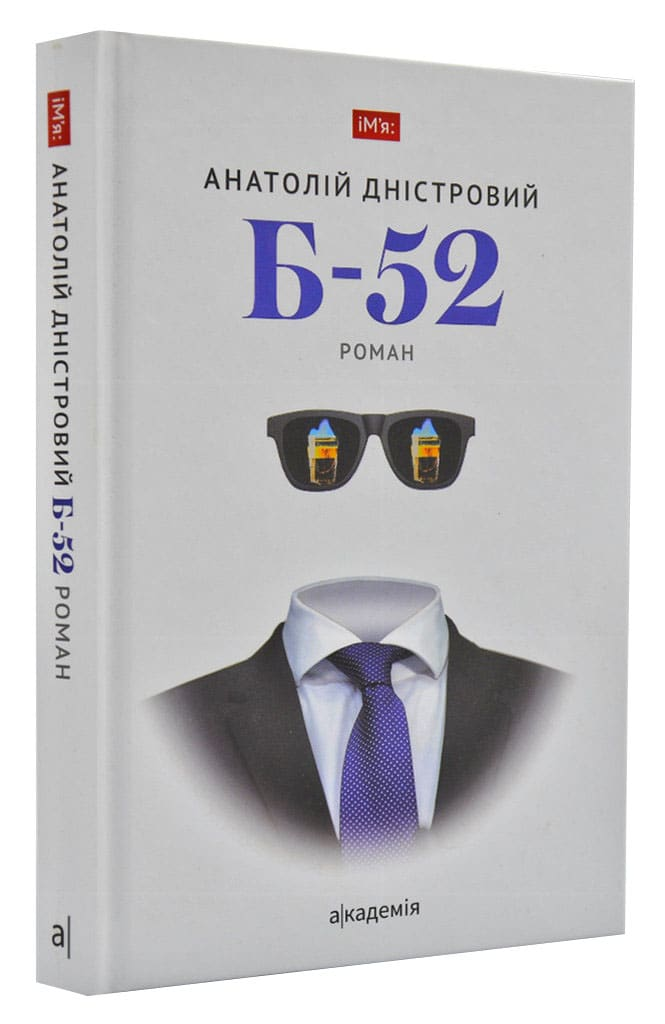 іМ'я:
АНАТОЛІЙ ДНІСТРОВИЙ
Б-52
РОМАН
а|кадемія
іМ'я:
АНАТОЛІЙ ДНІСТРОВИЙ Б-52 РОМАН
а|